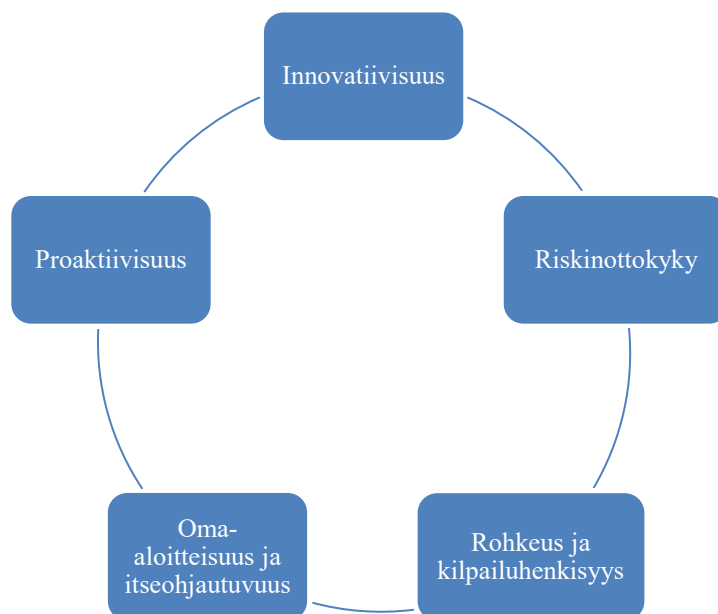 Innovatiivisuus
Proaktiivisuus
Riskinottokyky
Oma-
aloitteisuus ja
itseohjautuvuus
Rohkeus ja
kilpailuhenkisyys